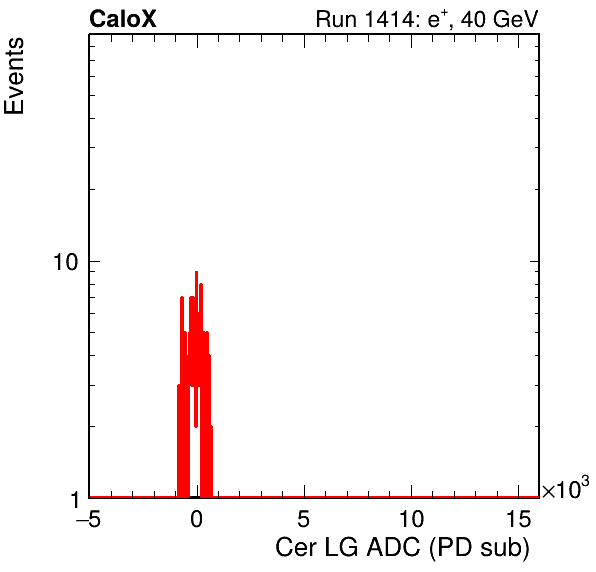 CaloX Run 1414: e⁺, 40 GeV
Events
10
1
−5 0 5 10 15 ×10³
Cer LG ADC (PD sub)